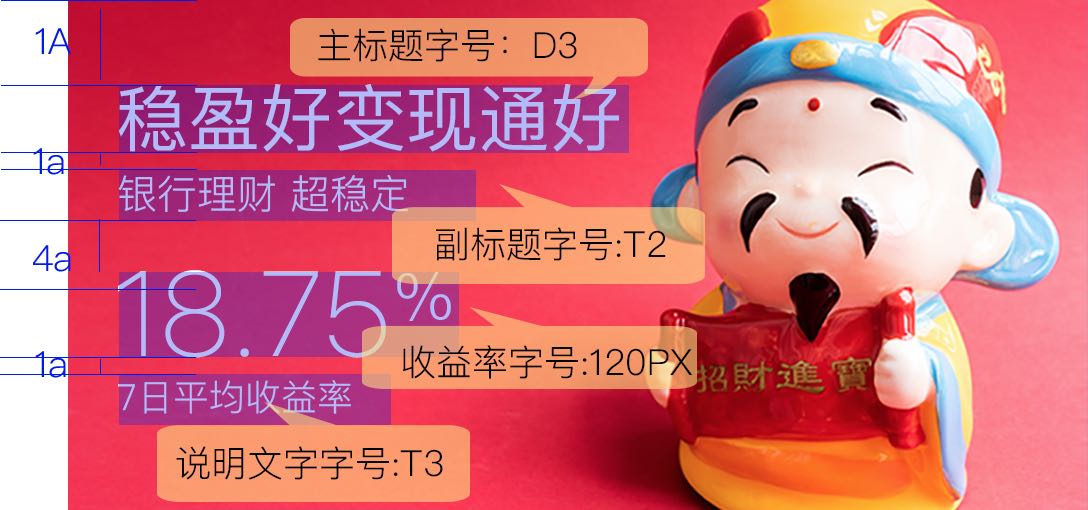 1A
主标题字号：D3
稳盈好变现通好
1a
银行理财 超稳定
副标题字号:T2
4a
18.75%
收益率字号:120PX
1a
7日平均收益率
招財進寶
说明文字字号:T3